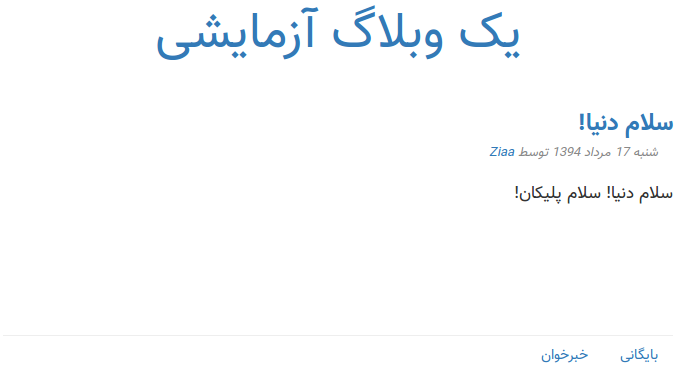 یک وبلاگ آزمایشی
سلام دنیا!
شنبه 17 مرداد 1394 توسط Ziaa
سلام دنیا! سلام پلیکان!
بایگانی خبرخوان